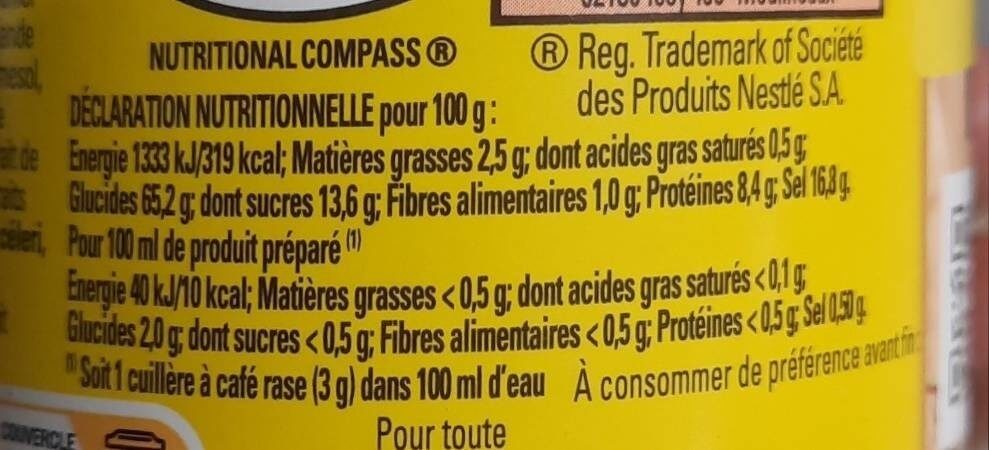 NUTRITIONAL COMPASS ®
® Reg. Trademark of Société
des Produits Nestlé S.A.
DÉCLARATION NUTRITIONNELLE pour 100 g :
Energie 1333 kJ/319 kcal; Matières grasses 2,5 g; dont acides gras saturés 0,5 g;
Glucides 65,2 g; dont sucres 13,6 g; Fibres alimentaires 1,0 g; Protéines 8,4 g; Sel 16,8 g.
céleri, Pour 100 ml de produit préparé (1)
Energie 40 kJ/10 kcal; Matières grasses < 0,5 g; dont acides gras saturés < 0,1 g;
Glucides 2,0 g; dont sucres < 0,5 g; Fibres alimentaires < 0,5 g; Protéines < 0,5 g; Sel 0,50 g.
(1) Soit 1 cuillère à café rase (3 g) dans 100 ml d'eau
À consommer de préférence avant fin :
COUVERCLE
Pour toute